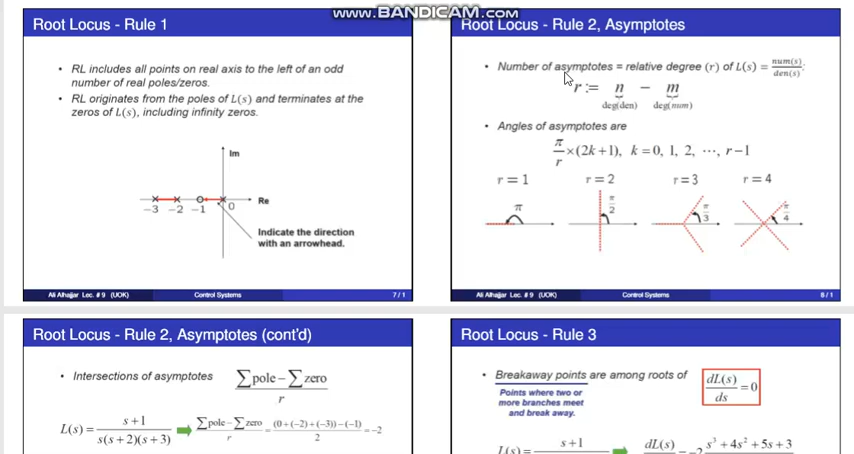 www.BANDICAM.com
Root Locus - Rule 1
• RL includes all points on real axis to the left of an odd
number of real poles/zeros.
• RL originates from the poles of L(s) and terminates at the
zeros of L(s), including infinity zeros.
Im
Re
−3 −2 −1 0
Indicate the direction
with an arrowhead.
Ali Alhajjar Lec. # 9 (UOK) Control Systems 7 / 1
Root Locus - Rule 2, Asymptotes
• Number of asymptotes = relative degree (r) of L(s) = num(s)/den(s):
r := n − m
deg(den) deg(num)
• Angles of asymptotes are
π/r ×(2k+1), k = 0, 1, 2, ⋯, r−1
r = 1 r = 2 r = 3 r = 4
π π/2 π/3 π/4
Ali Alhajjar Lec. # 9 (UOK) Control Systems 8 / 1
Root Locus - Rule 2, Asymptotes (cont'd)
• Intersections of asymptotes ∑pole − ∑zero / r
L(s) = s+1 / s(s+2)(s+3) ∑pole − ∑zero / r = (0+(−2)+(−3))−(−1) / 2 = −2
Root Locus - Rule 3
• Breakaway points are among roots of dL(s)/ds = 0
Points where two or
more branches meet
and break away.
L(s) = s+1 dL(s) = −2 s³ + 4s² + 5s + 3